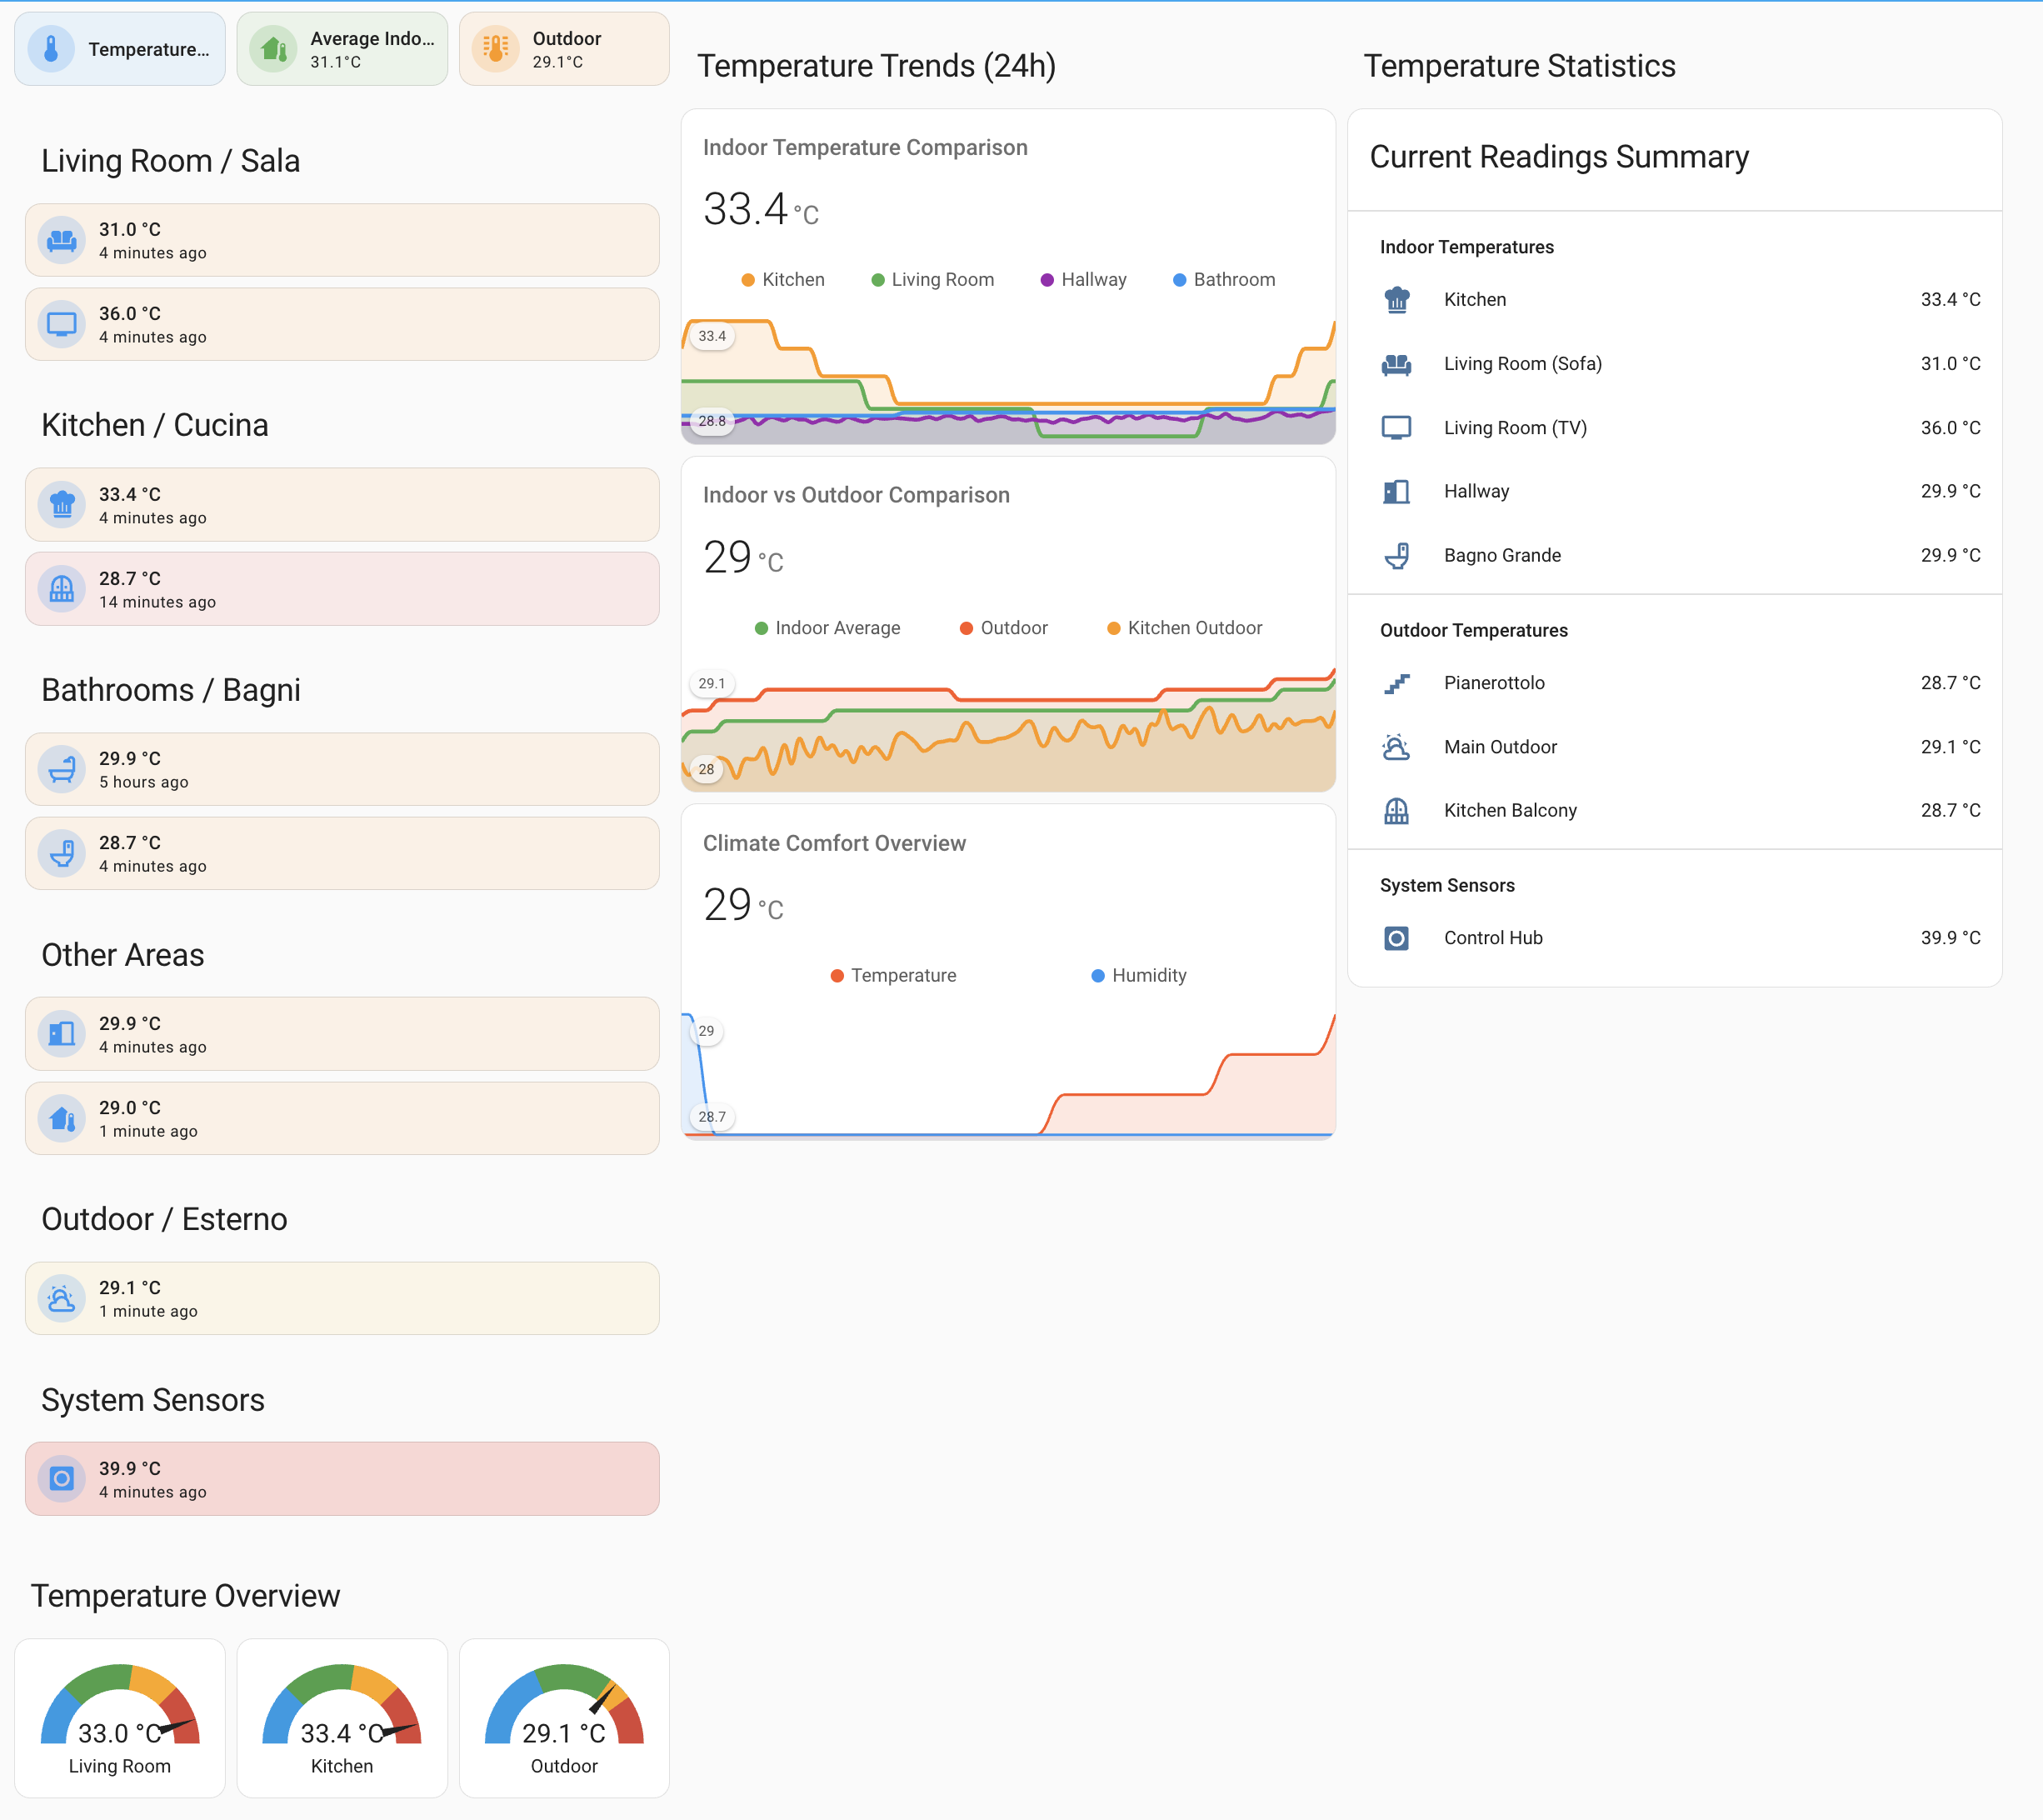 Temperature...
Average Indo...
31.1°C
Outdoor
29.1°C
Living Room / Sala
31.0 °C
4 minutes ago
36.0 °C
4 minutes ago
Kitchen / Cucina
33.4 °C
4 minutes ago
28.7 °C
14 minutes ago
Bathrooms / Bagni
29.9 °C
5 hours ago
28.7 °C
4 minutes ago
Other Areas
29.9 °C
4 minutes ago
29.0 °C
1 minute ago
Outdoor / Esterno
29.1 °C
1 minute ago
System Sensors
39.9 °C
4 minutes ago
Temperature Overview
33.0 °C
Living Room
33.4 °C
Kitchen
29.1 °C
Outdoor
Temperature Trends (24h)
Indoor Temperature Comparison
33.4 °C
Kitchen Living Room Hallway Bathroom
33.4
28.8
Indoor vs Outdoor Comparison
29 °C
Indoor Average Outdoor Kitchen Outdoor
29.1
28
Climate Comfort Overview
29 °C
Temperature Humidity
29
28.7
Temperature Statistics
Current Readings Summary
Indoor Temperatures
Kitchen 33.4 °C
Living Room (Sofa) 31.0 °C
Living Room (TV) 36.0 °C
Hallway 29.9 °C
Bagno Grande 29.9 °C
Outdoor Temperatures
Pianerottolo 28.7 °C
Main Outdoor 29.1 °C
Kitchen Balcony 28.7 °C
System Sensors
Control Hub 39.9 °C